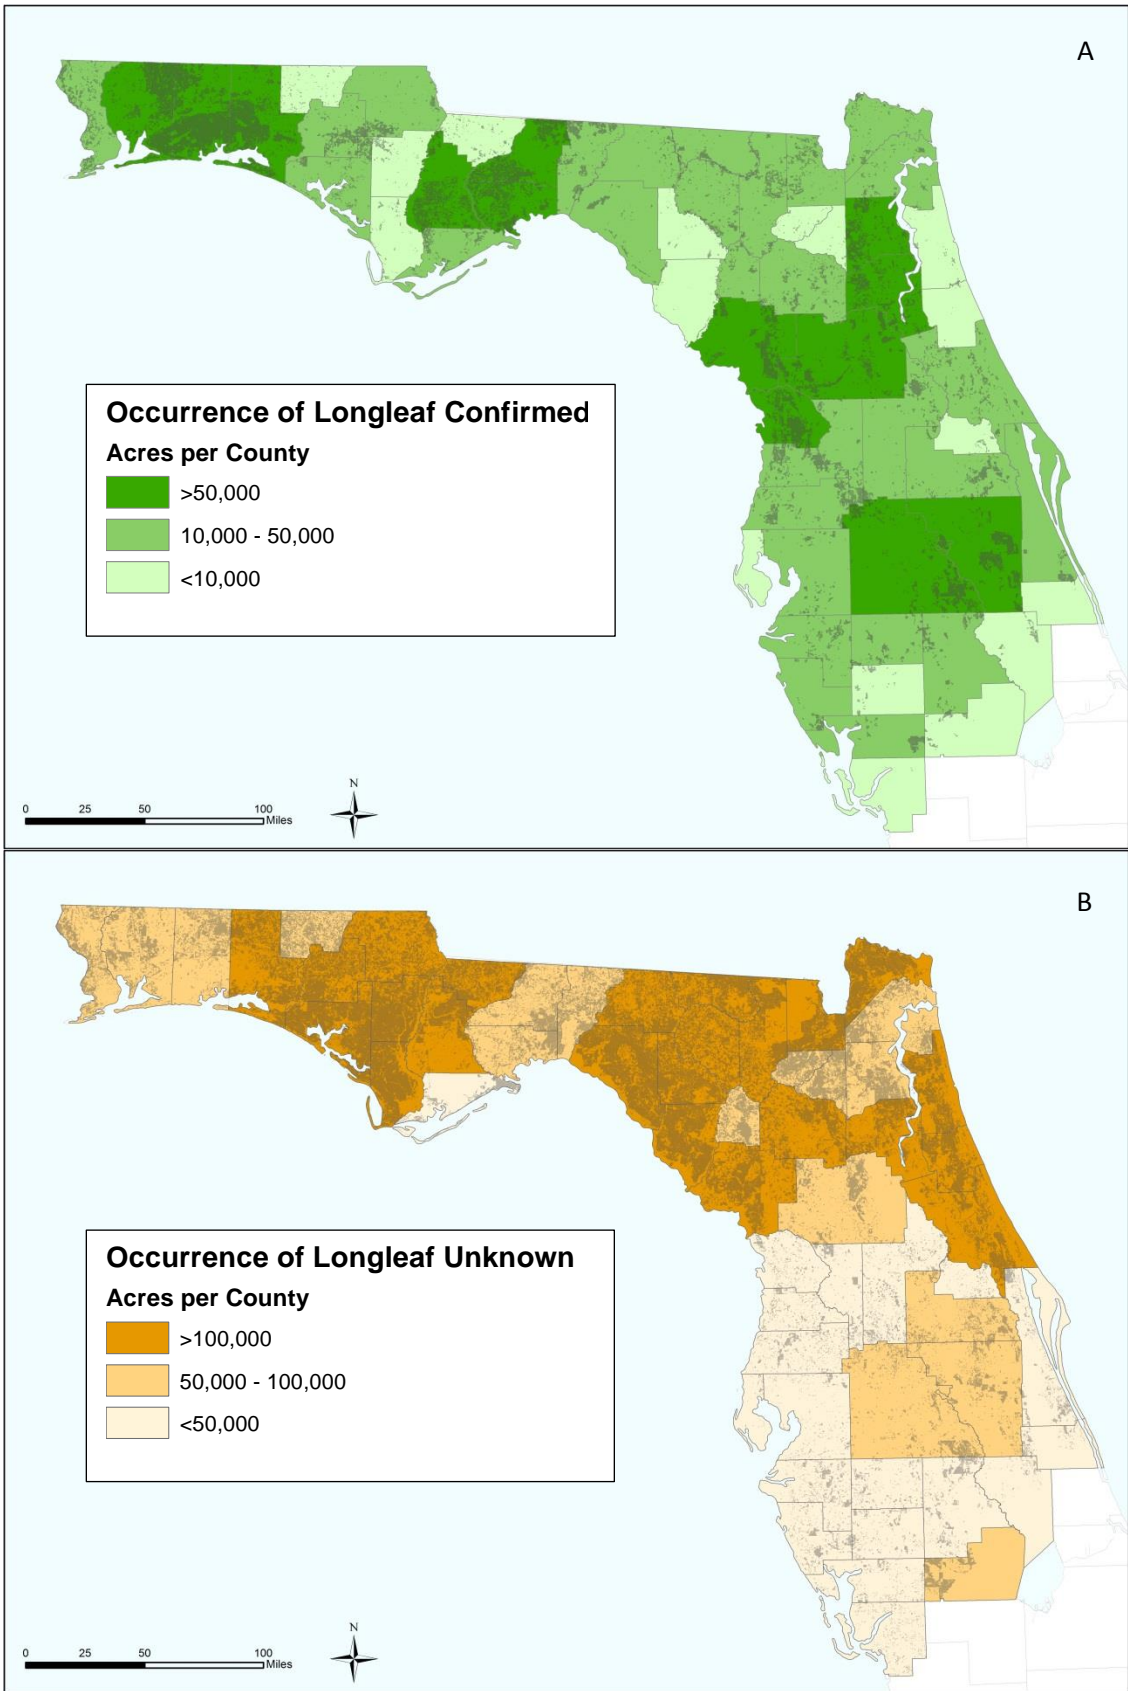 A
Occurrence of Longleaf Confirmed
Acres per County
>50,000
10,000 - 50,000
<10,000
N
0 25 50 100
Miles
B
Occurrence of Longleaf Unknown
Acres per County
>100,000
50,000 - 100,000
<50,000
N
0 25 50 100
Miles